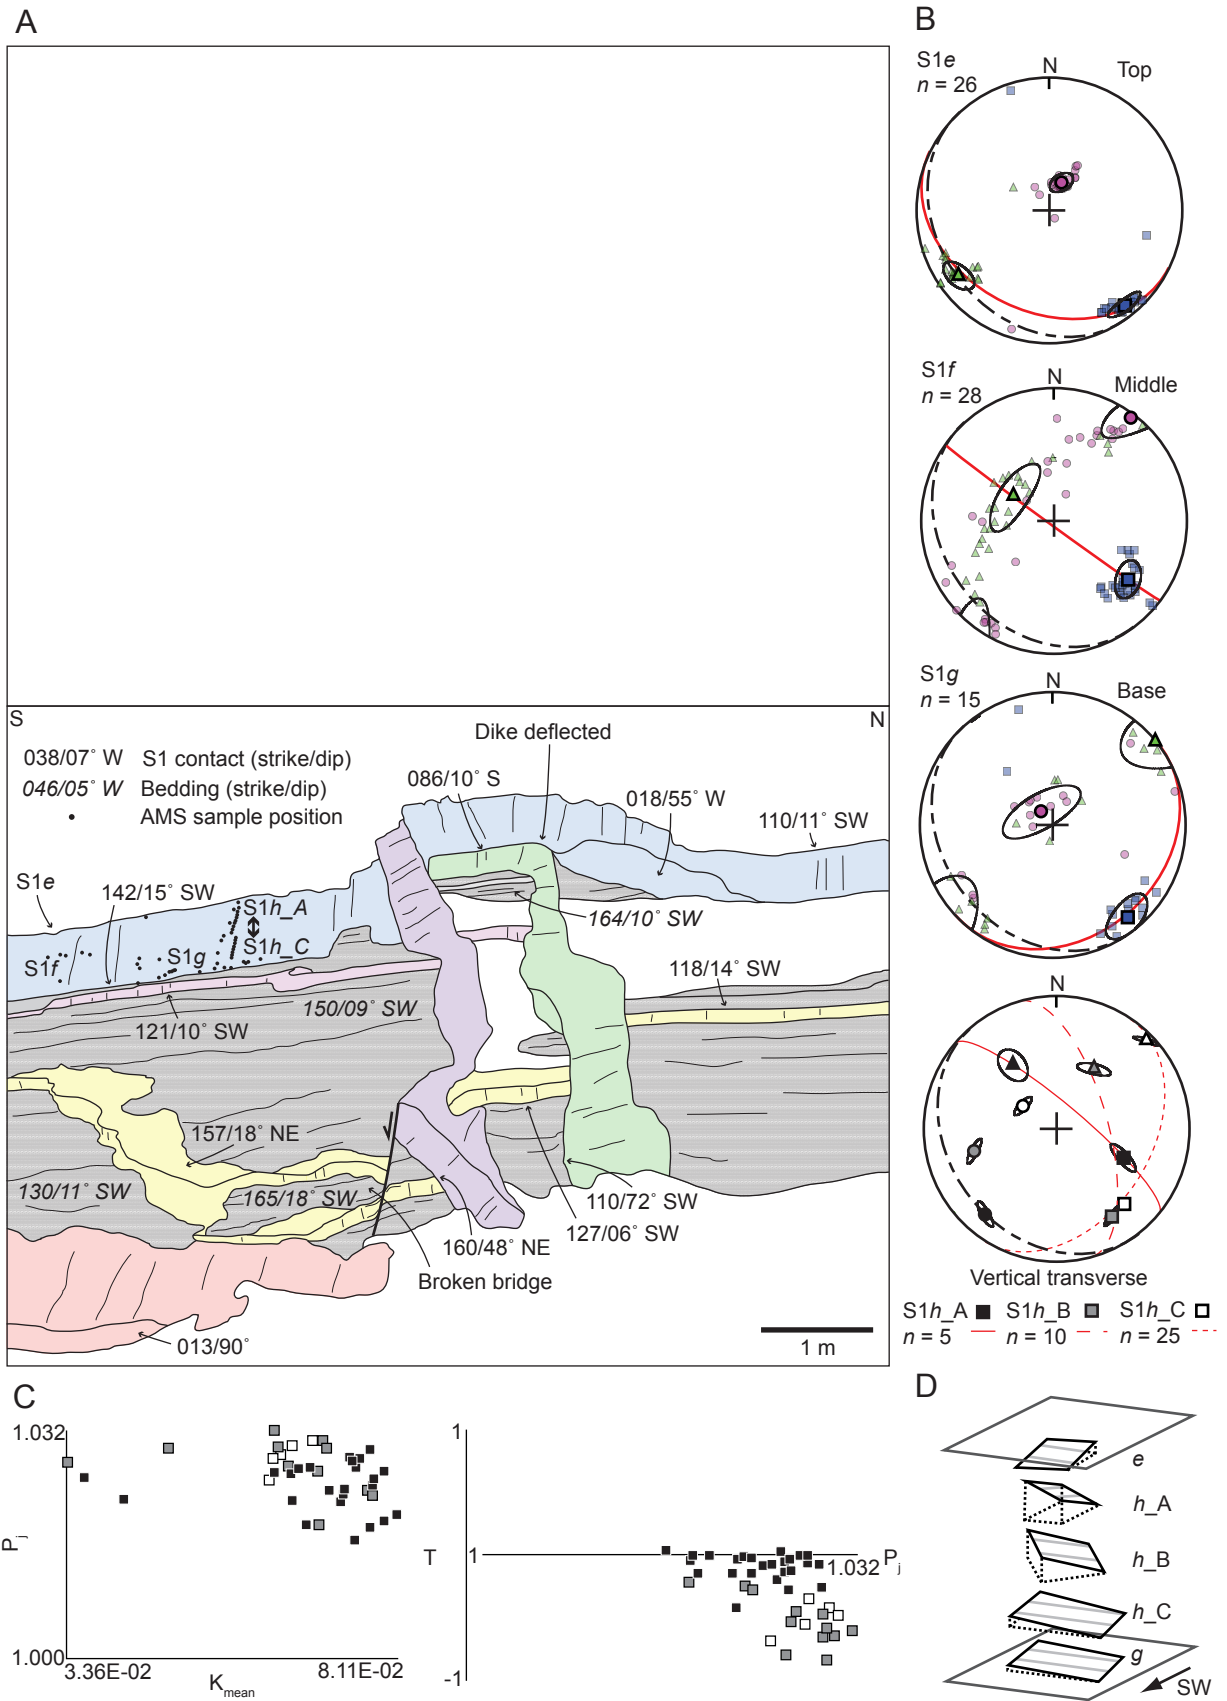 A
S
N
038/07° W S1 contact (strike/dip)
046/05° W Bedding (strike/dip)
• AMS sample position
Dike deflected
086/10° S
018/55° W
110/11° SW
S1e
142/15° SW
S1h_A
S1h_C
S1f
S1g
164/10° SW
118/14° SW
150/09° SW
121/10° SW
157/18° NE
130/11° SW
165/18° SW
110/72° SW
127/06° SW
160/48° NE
Broken bridge
013/90°
1 m
B
S1e
n = 26
N
Top
S1f
n = 28
N
Middle
S1g
n = 15
N
Base
N
Vertical transverse
S1h_A S1h_B S1h_C
n = 5 n = 10 n = 25
C
1.032
Pj
1.000
3.36E-02
8.11E-02
Kmean
1
T
1
1.032
Pj
-1
D
e
h_A
h_B
h_C
g
SW